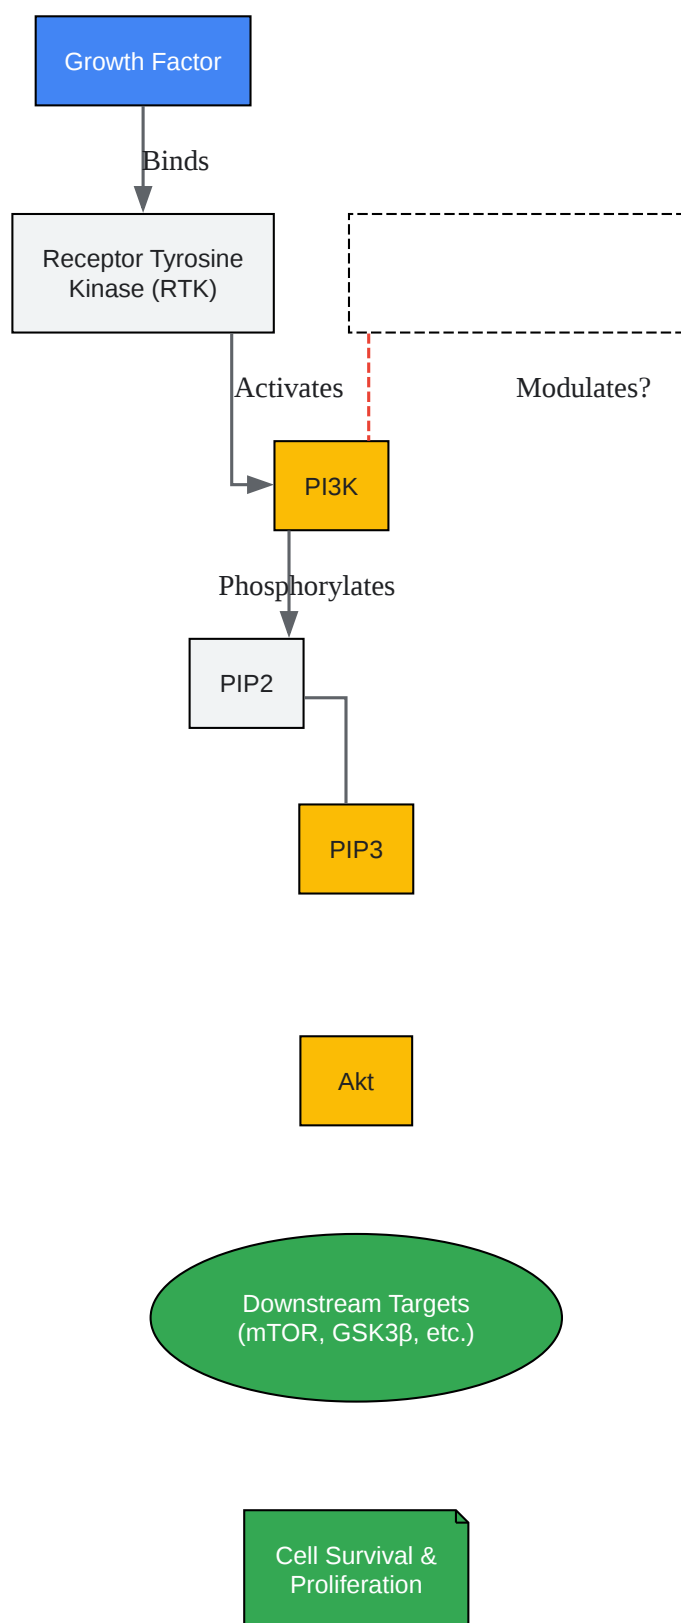 Growth Factor
Binds
Receptor Tyrosine
Kinase (RTK)
Activates
Modulates?
PI3K
Phosphorylates
PIP2
PIP3
Akt
Downstream Targets
(mTOR, GSK3β, etc.)
Cell Survival &
Proliferation